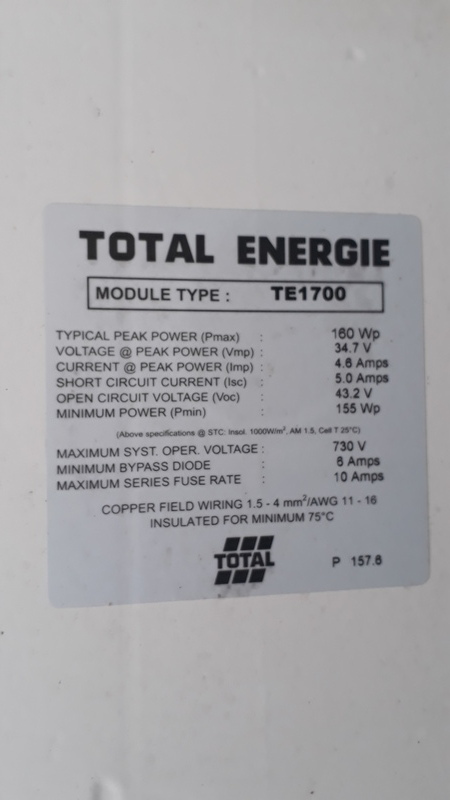 TOTAL ENERGIE
MODULE TYPE : TE1700
TYPICAL PEAK POWER (Pmax) : 160 Wp
VOLTAGE @ PEAK POWER (Vmp) : 34.7 V
CURRENT @ PEAK POWER (Imp) : 4.6 Amps
SHORT CIRCUIT CURRENT (Isc) : 5.0 Amps
OPEN CIRCUIT VOLTAGE (Voc) : 43.2 V
MINIMUM POWER (Pmin) : 155 Wp
(Above specifications @ STC: Insol. 1000W/m², AM 1.5, Cell T 25°C)
MAXIMUM SYST. OPER. VOLTAGE : 730 V
MINIMUM BYPASS DIODE : 6 Amps
MAXIMUM SERIES FUSE RATE : 10 Amps
COPPER FIELD WIRING 1.5 - 4 mm²/AWG 11 - 16
INSULATED FOR MINIMUM 75°C
TOTAL P 157.6